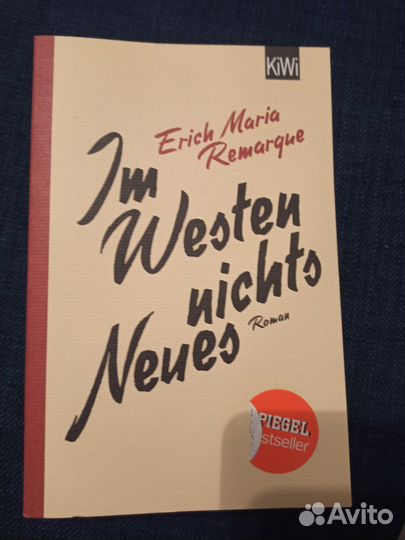 KiWi
Erich Maria
Remarque
Im
Westen
nichts
Neues
Roman
PIEGEL
stseller
Avito